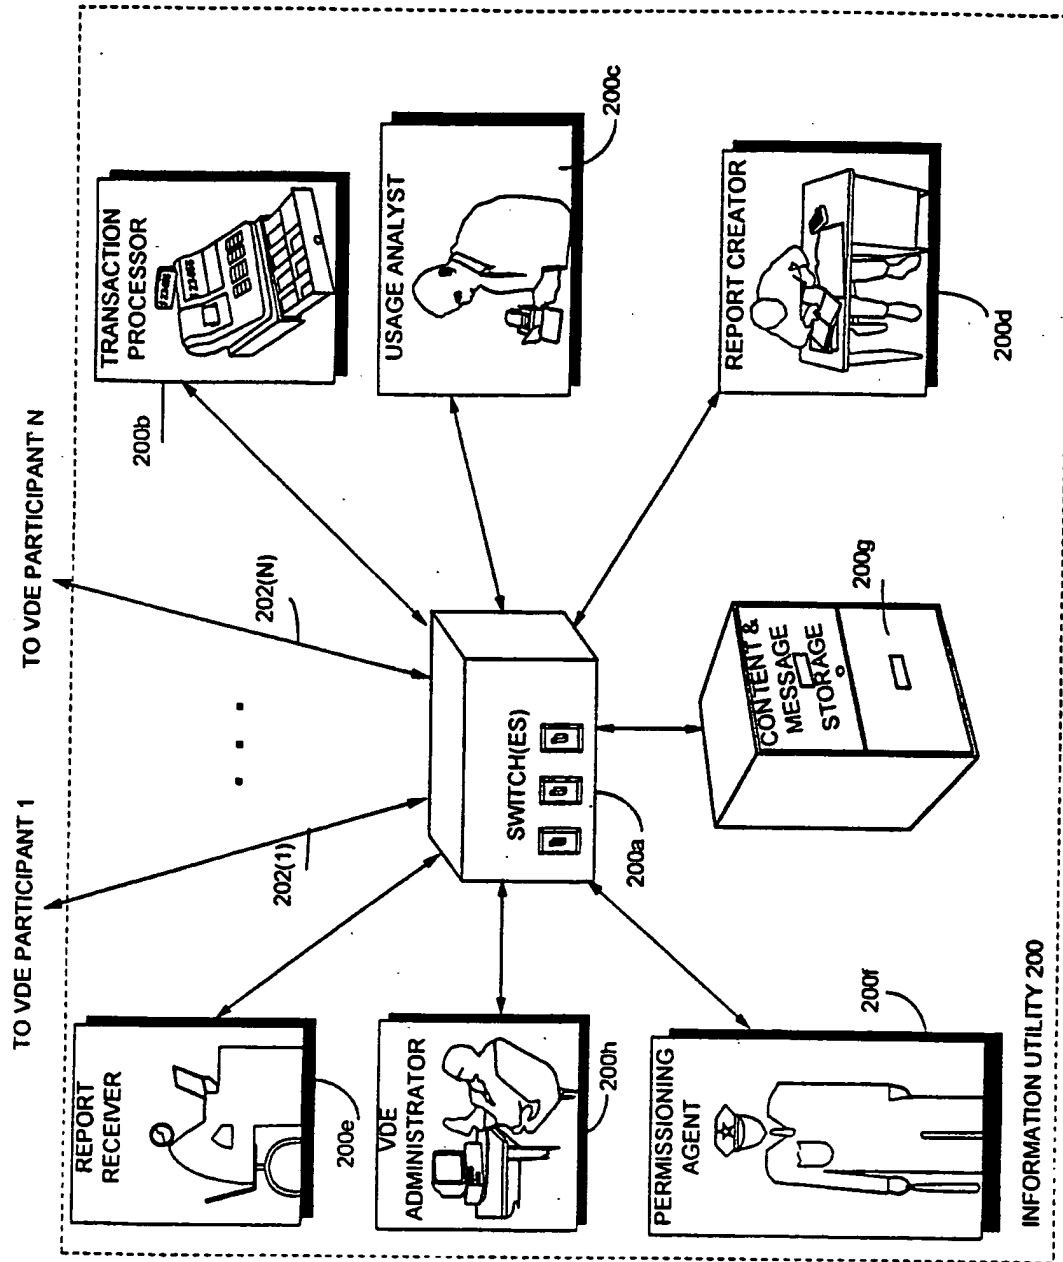 TO VDE PARTICIPANT 1
TO VDE PARTICIPANT N
202(1)
202(N)
REPORT
RECEIVER
200e
TRANSACTION
PROCESSOR
200b
VDE
ADMINISTRATOR
200h
SWITCH(ES)
200a
USAGE ANALYST
200c
PERMISSIONING
AGENT
200f
CONTENT &
MESSAGE
STORAGE
200g
REPORT CREATOR
200d
INFORMATION UTILITY 200